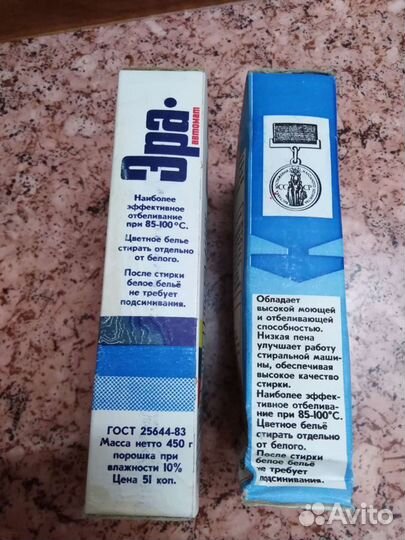 Эра.
автомат
Наиболее
эффективное
отбеливание
при 85-100°С.
Цветное белье
стирать отдельно
от белого.
После стирки
белое бельё
не требует
подсинивания.
ГОСТ 25644-83
Масса нетто 450 г
порошка при
влажности 10%
Цена 51 коп.
Обладает
высокой моющей
и отбеливающей
способностью.
Низкая пена
улучшает работу
стиральной маши-
ны, обеспечивая
высокое качество
стирки.
Наиболее эффек-
тивное отбелива-
ние при 85-100°С.
Цветное бельё
стирать отдельно
от белого.
После стирки
белое бельё
не требует
подсинивания.
Avito